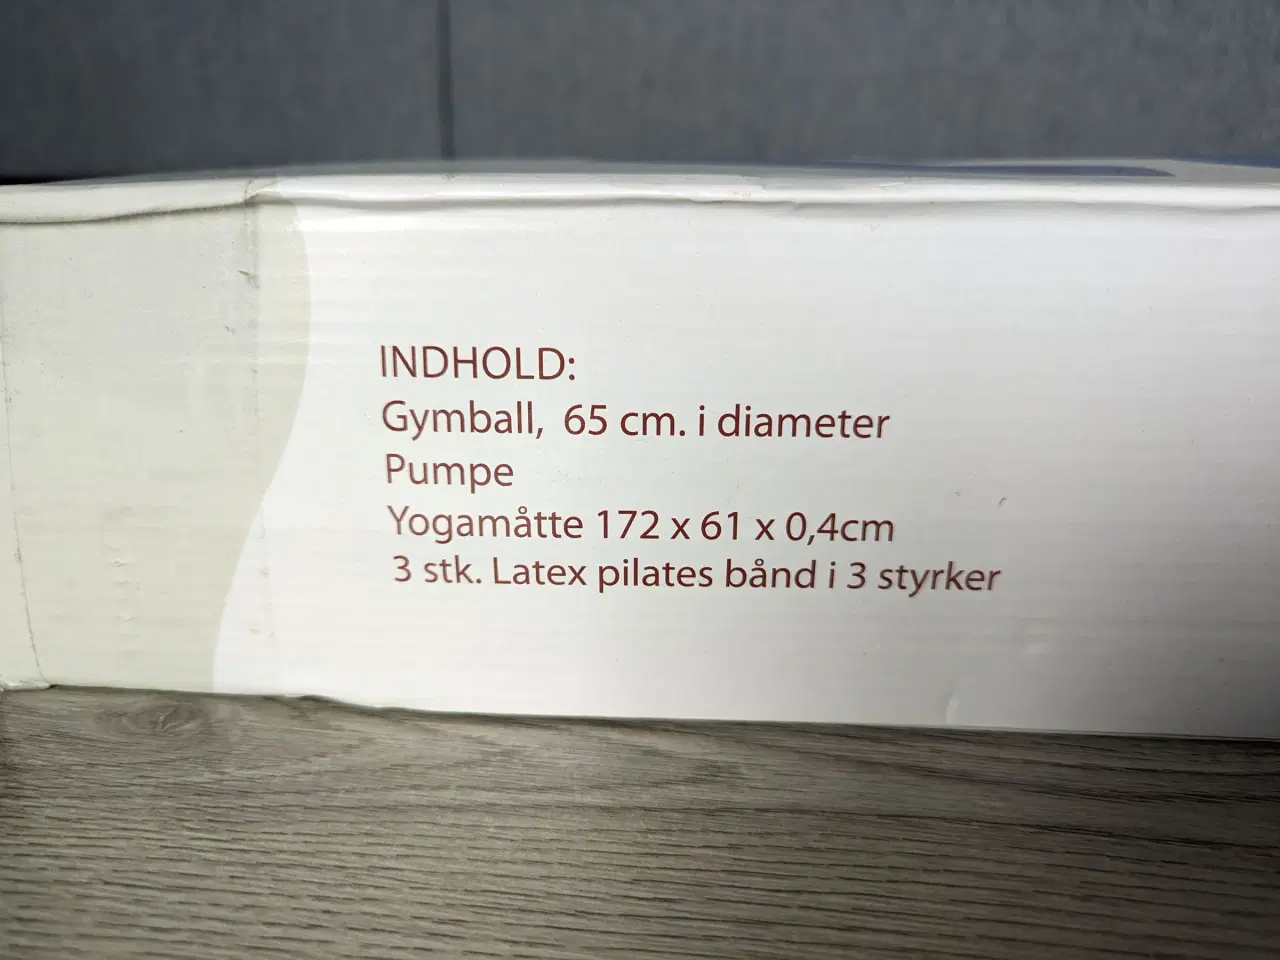 INDHOLD:
Gymball, 65 cm. i diameter
Pumpe
Yogamåtte 172 x 61 x 0,4cm
3 stk. Latex pilates bånd i 3 styrker